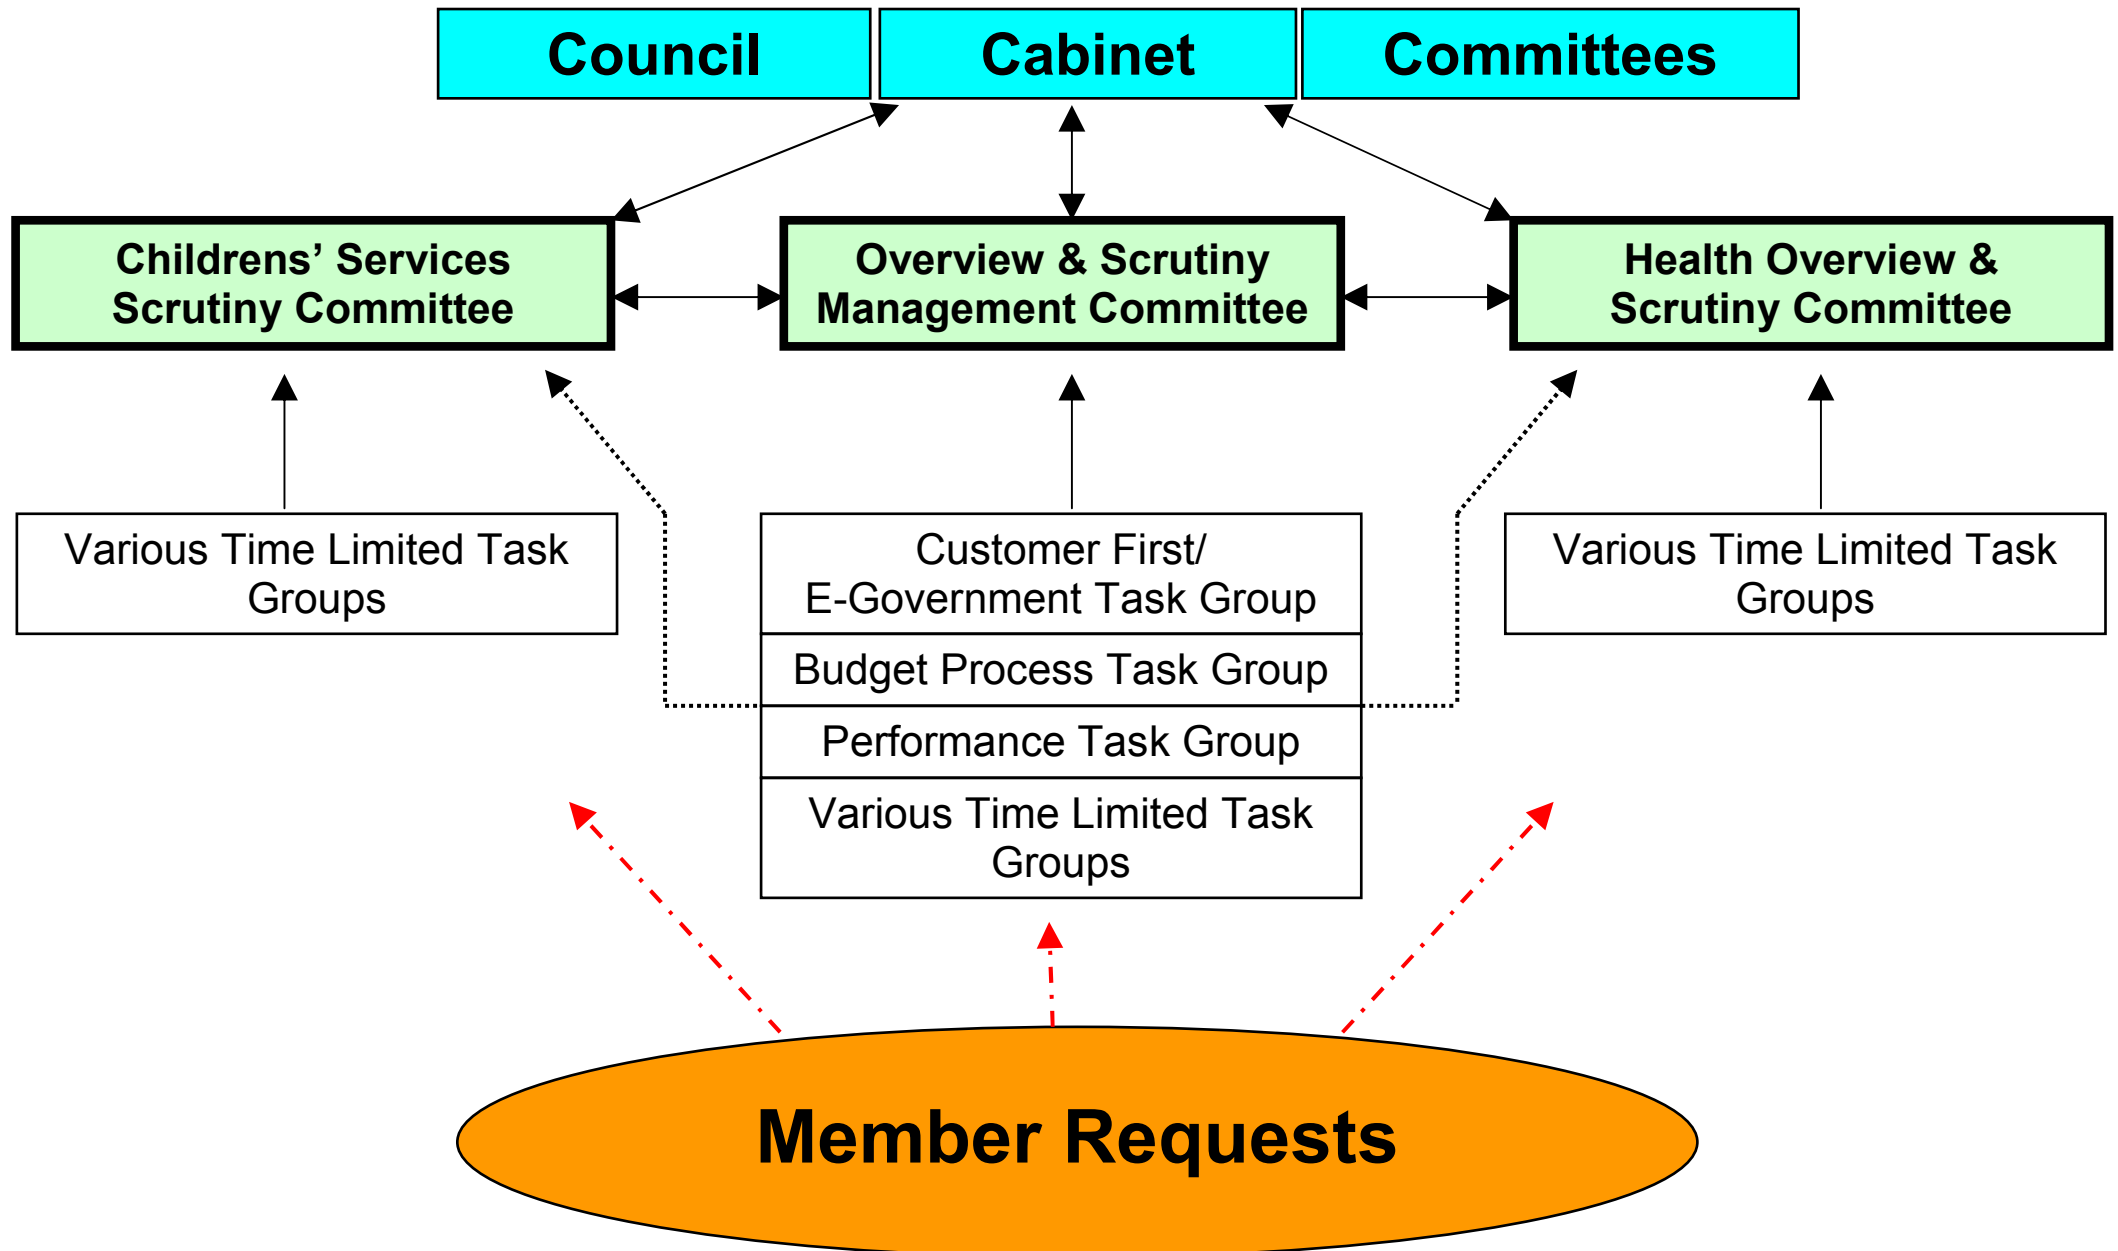 Council
Cabinet
Committees
Childrens’ Services
Scrutiny Committee
Overview & Scrutiny
Management Committee
Health Overview &
Scrutiny Committee
Various Time Limited Task
Groups
Customer First/
E-Government Task Group
Budget Process Task Group
Performance Task Group
Various Time Limited Task
Groups
Various Time Limited Task
Groups
Member Requests